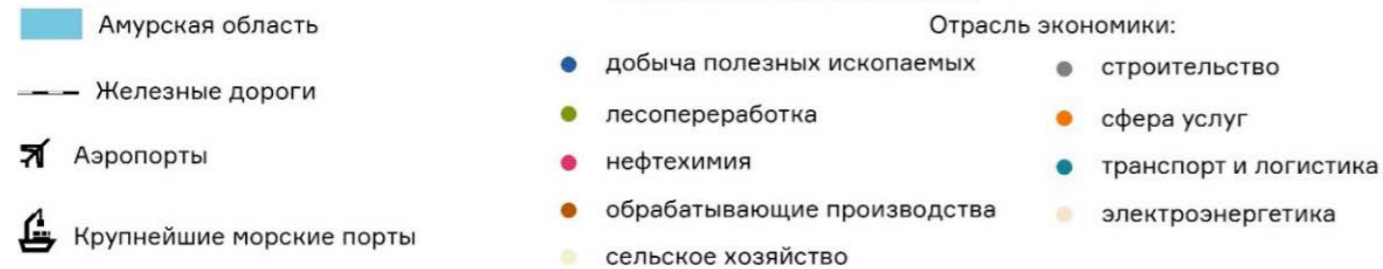 Амурская область
Железные дороги
Аэропорты
Крупнейшие морские порты
Отрасль экономики:
добыча полезных ископаемых
лесопереработка
нефтехимия
обрабатывающие производства
сельское хозяйство
строительство
сфера услуг
транспорт и логистика
электроэнергетика